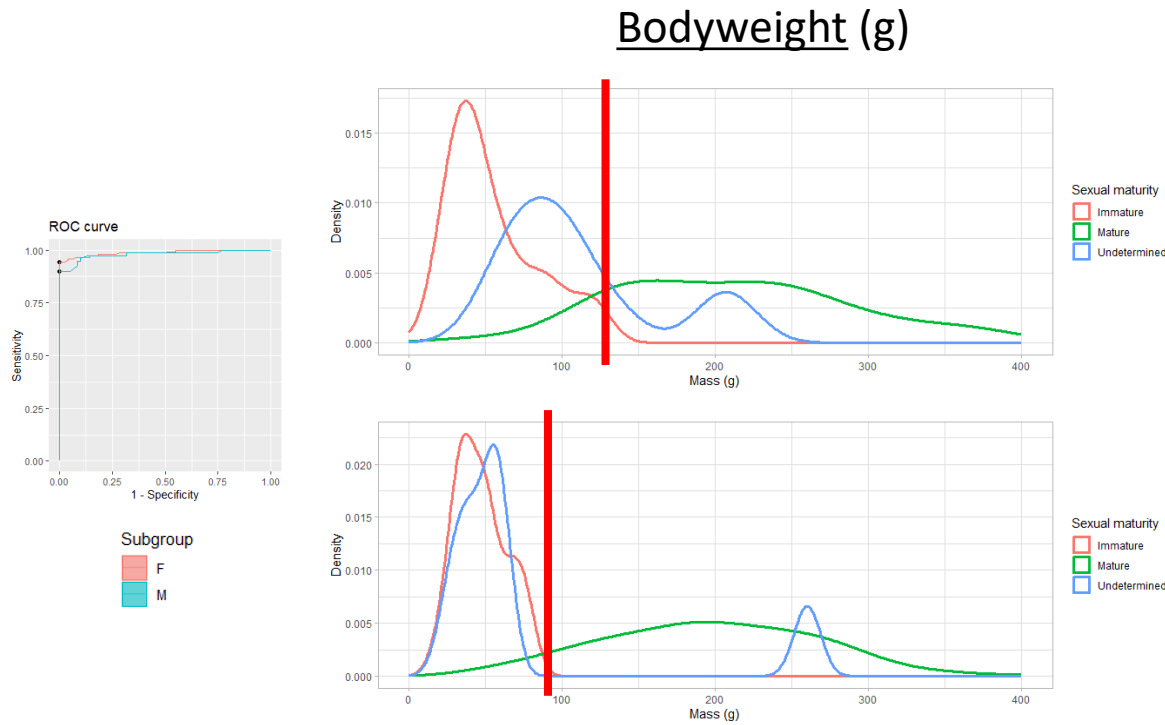 Bodyweight (g)
ROC curve
1.00
0.75
0.50
0.25
0.00
Sensitivity
0.00 0.25 0.50 0.75 1.00
1 - Specificity
Subgroup
F
M
0.015
0.010
0.005
0.000
Density
0 100 200 300 400
Mass (g)
Sexual maturity
Immature
Mature
Undetermined
0.020
0.015
0.010
0.005
0.000
Density
0 100 200 300 400
Mass (g)
Sexual maturity
Immature
Mature
Undetermined